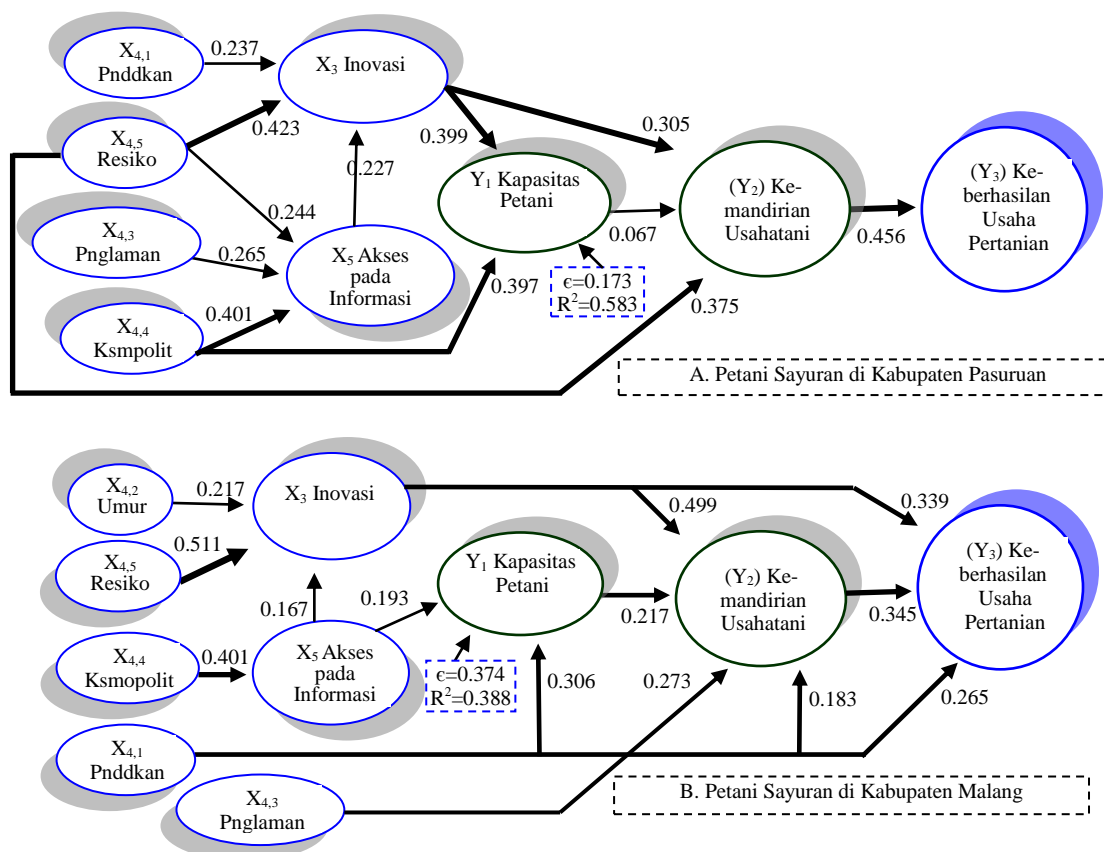 X4,1
Pnddkan
0.237
X3 Inovasi
X4,5
Resiko
0.423
0.399
0.305
0.227
Y1 Kapasitas
Petani
(Y2) Ke-
mandirian
Usahatani
(Y3) Ke-
berhasilan
Usaha
Pertanian
0.244
0.067
0.456
X4,3
Pnglaman
0.265
X5 Akses
pada
Informasi
ϵ=0.173
R²=0.583
0.397
0.375
X4,4
Ksmpolit
0.401
A. Petani Sayuran di Kabupaten Pasuruan
X4,2
Umur
0.217
X3 Inovasi
0.499
0.339
X4,5
Resiko
0.511
Y1 Kapasitas
Petani
(Y2) Ke-
mandirian
Usahatani
(Y3) Ke-
berhasilan
Usaha
Pertanian
0.167
0.193
0.217
0.345
X4,4
Ksmopolit
0.401
X5 Akses
pada
Informasi
ϵ=0.374
R²=0.388
0.306
0.273
0.183
0.265
X4,1
Pnddkan
X4,3
Pnglaman
B. Petani Sayuran di Kabupaten Malang